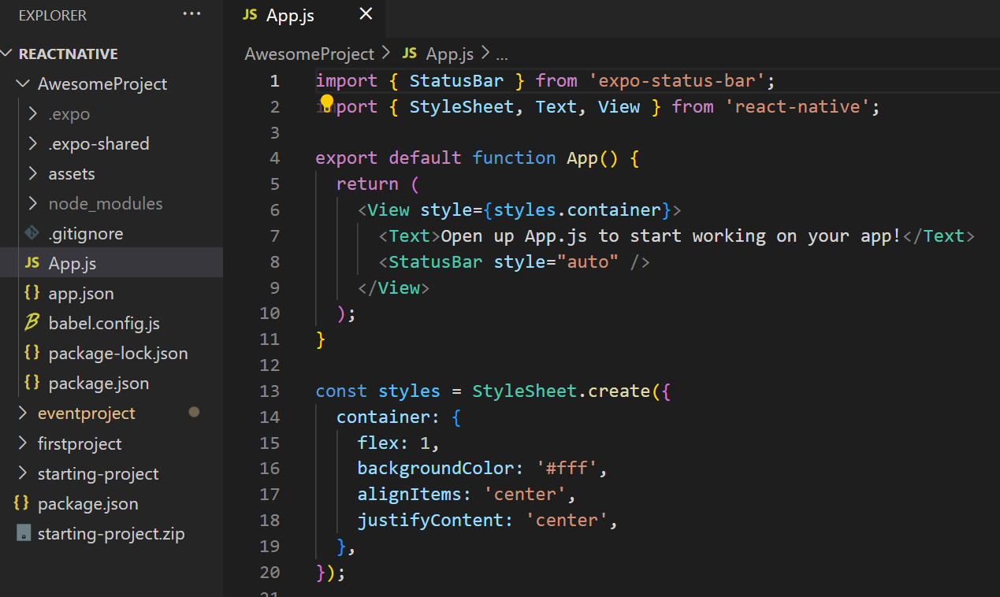 EXPLORER
REACTNATIVE
AwesomeProject
.expo
.expo-shared
assets
node_modules
.gitignore
JS App.js
{} app.json
babel.config.js
{} package-lock.json
{} package.json
eventproject
firstproject
starting-project
{} package.json
starting-project.zip
JS App.js
AwesomeProject > JS App.js > ...
1 import { StatusBar } from 'expo-status-bar';
2 import { StyleSheet, Text, View } from 'react-native';
3
4 export default function App() {
5 return (
6 <View style={styles.container}>
7 <Text>Open up App.js to start working on your app!</Text>
8 <StatusBar style="auto" />
9 </View>
10 );
11 }
12
13 const styles = StyleSheet.create({
14 container: {
15 flex: 1,
16 backgroundColor: '#fff',
17 alignItems: 'center',
18 justifyContent: 'center',
19 },
20 });
21